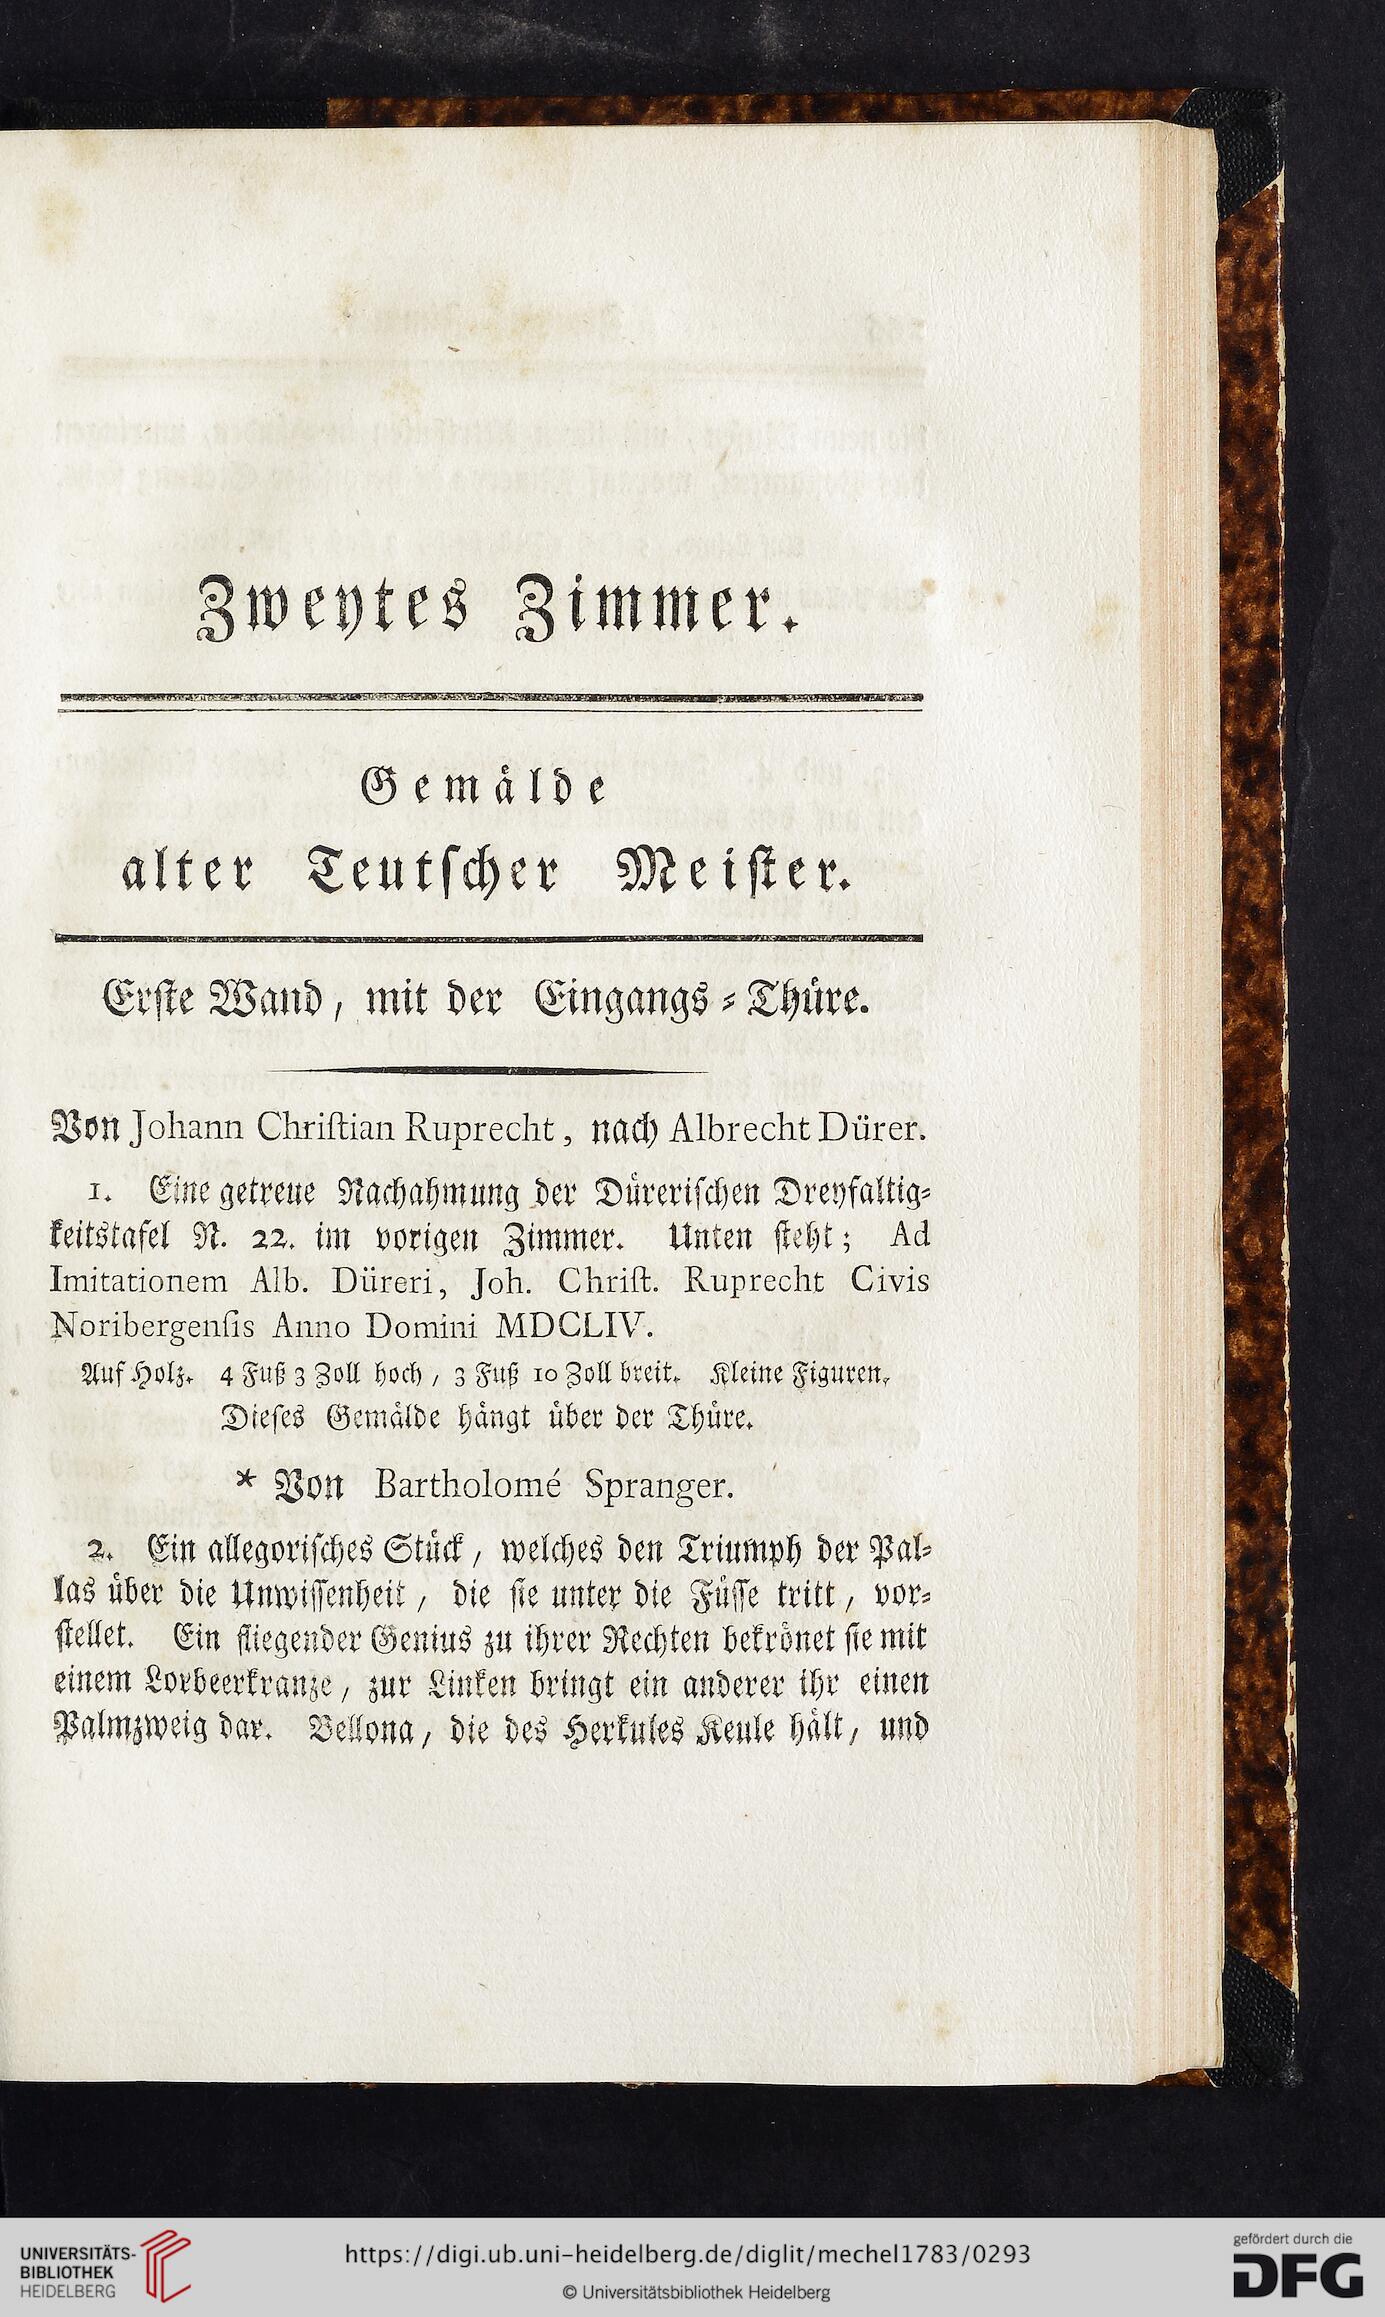 Zweytes Zimmer.
Gemälde
alter Teutſcher Meiſter.
Erſte Wand, mit der Eingangs⸗Thüre.
Von Johann Chriſtian Ruprecht, nach Albrecht Dürer.
1. Eine getreue Nachahmung der Düreriſchen Dreyfaltig⸗
keitstafel N. 22. im vorigen Zimmer. Unten ſteht; Ad
Imitationem Alb. Düreri, Joh. Chriſt. Ruprecht Civis
Noribergenſis Anno Domini MDCLIV.
Auf Holz. 4 Fuß 3 Zoll hoch, 3 Fuß 10 Zoll breit. Kleine Figuren.
Dieſes Gemälde hängt über der Thüre.
* Von Bartholomé Spranger.
2. Ein allegoriſches Stück, welches den Triumph der Pal⸗
las über die Unwiſſenheit, die ſie unter die Füſſe tritt, vor⸗
ſtellet. Ein fliegender Genius zu ihrer Rechten bekrönet ſie mit
einem Lorbeerkranze, zur Linken bringt ein anderer ihr einen
Palmzweig dar. Bellona, die des Herkules Keule hält, und
UNIVERSITÄTS-
BIBLIOTHEK
HEIDELBERG
https://digi.ub.uni-heidelberg.de/diglit/mechel1783/0293
© Universitätsbibliothek Heidelberg
gefördert durch die
DFG